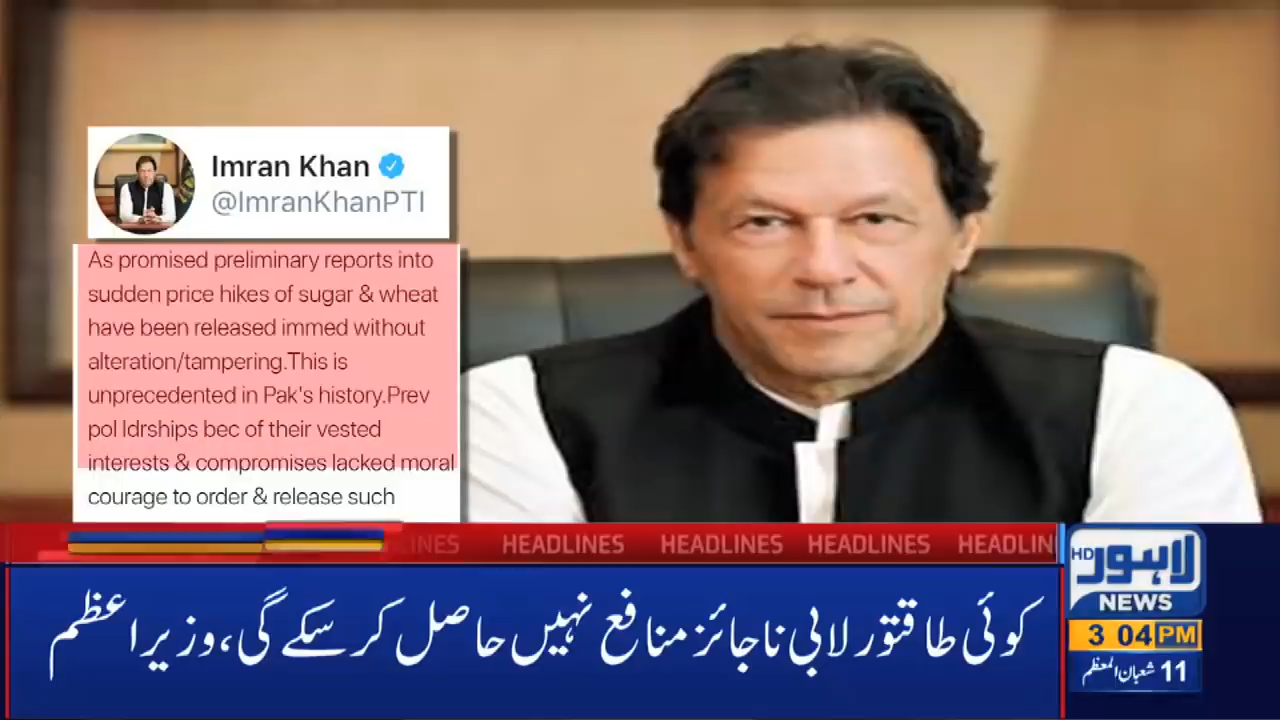 Imran Khan
@ImranKhanPTI
As promised preliminary reports into
sudden price hikes of sugar & wheat
have been released immed without
alteration/tampering.This is
unprecedented in Pak's history.Prev
pol ldrships bec of their vested
interests & compromises lacked moral
courage to order & release such
HEADLINES HEADLINES HEADLINES
کوئی طاقتور لابی ناجائز منافع نہیں حاصل کر سکے گی، وزیراعظم
HD لاہور
NEWS
3 04 PM
11 شعبان المعظم